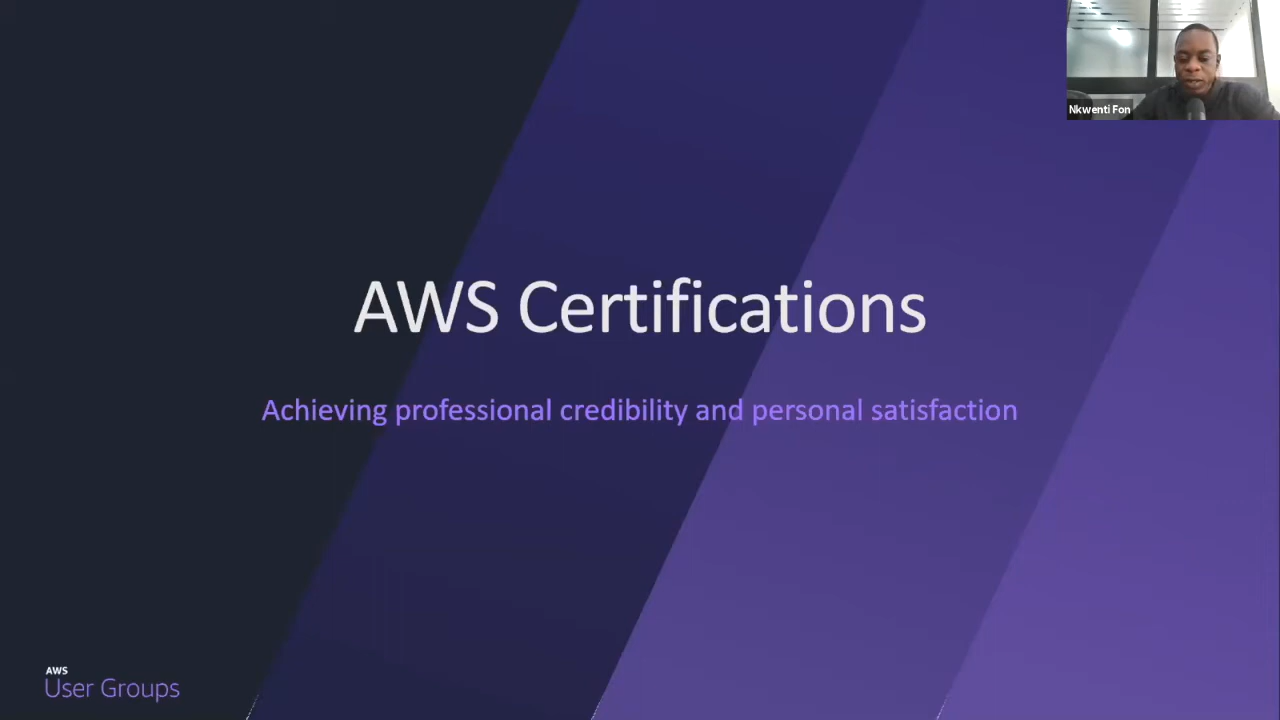 Nkwenti Fon
AWS Certifications
Achieving professional credibility and personal satisfaction
AWS
User Groups